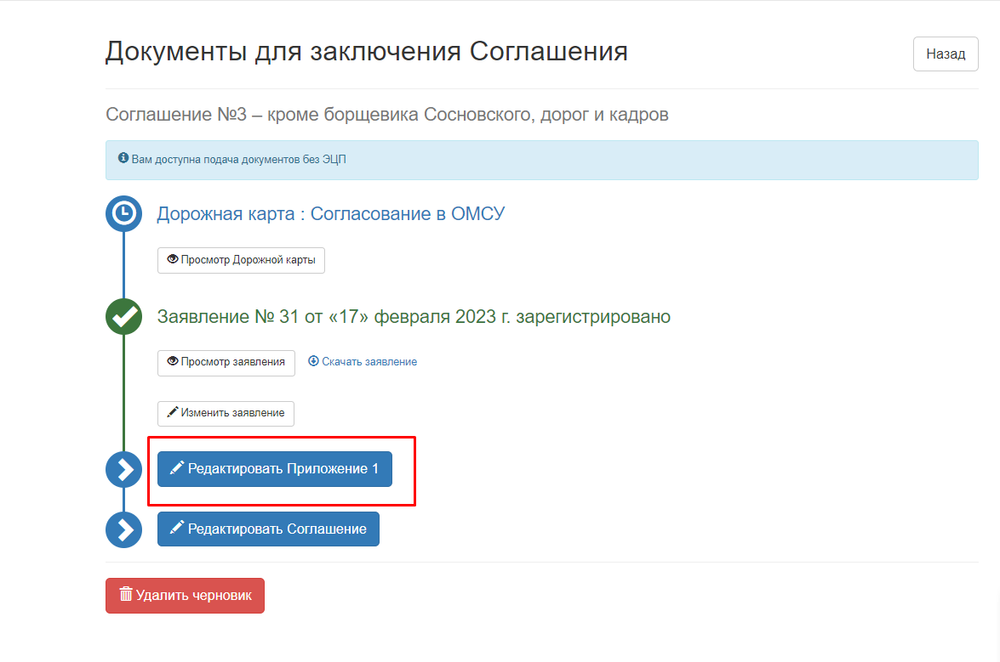 Документы для заключения Соглашения
Назад
Соглашение №3 – кроме борщевика Сосновского, дорог и кадров
Вам доступна подача документов без ЭЦП
Дорожная карта : Согласование в ОМСУ
Просмотр Дорожной карты
Заявление № 31 от «17» февраля 2023 г. зарегистрировано
Просмотр заявления Скачать заявление
Изменить заявление
Редактировать Приложение 1
Редактировать Соглашение
Удалить черновик